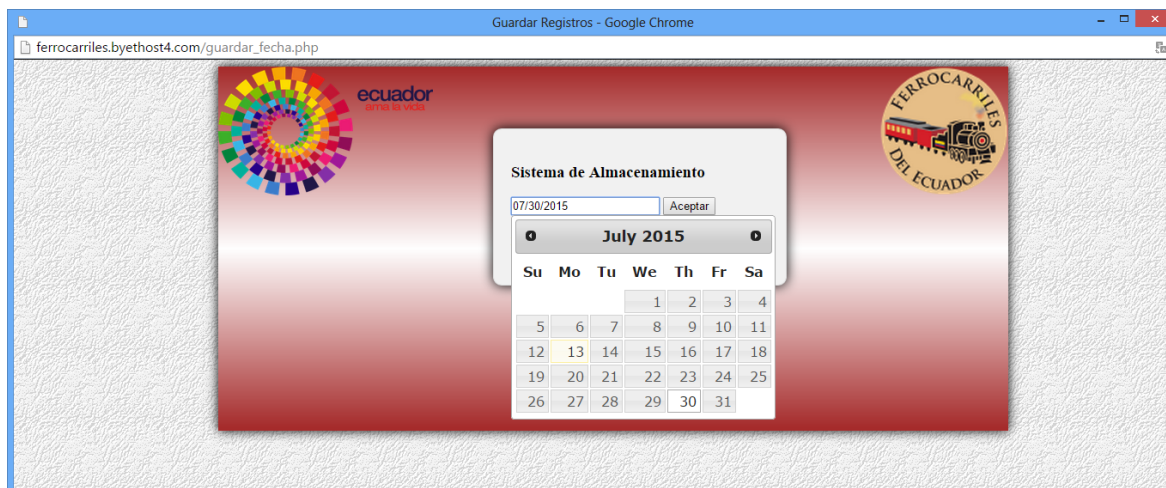 Guardar Registros - Google Chrome
ferrocarriles.byethost4.com/guardar_fecha.php
ecuador
ama la vida
FERROCARRILES
DEL ECUADOR
Sistema de Almacenamiento
07/30/2015 Aceptar
July 2015
Su Mo Tu We Th Fr Sa
1 2 3 4
5 6 7 8 9 10 11
12 13 14 15 16 17 18
19 20 21 22 23 24 25
26 27 28 29 30 31